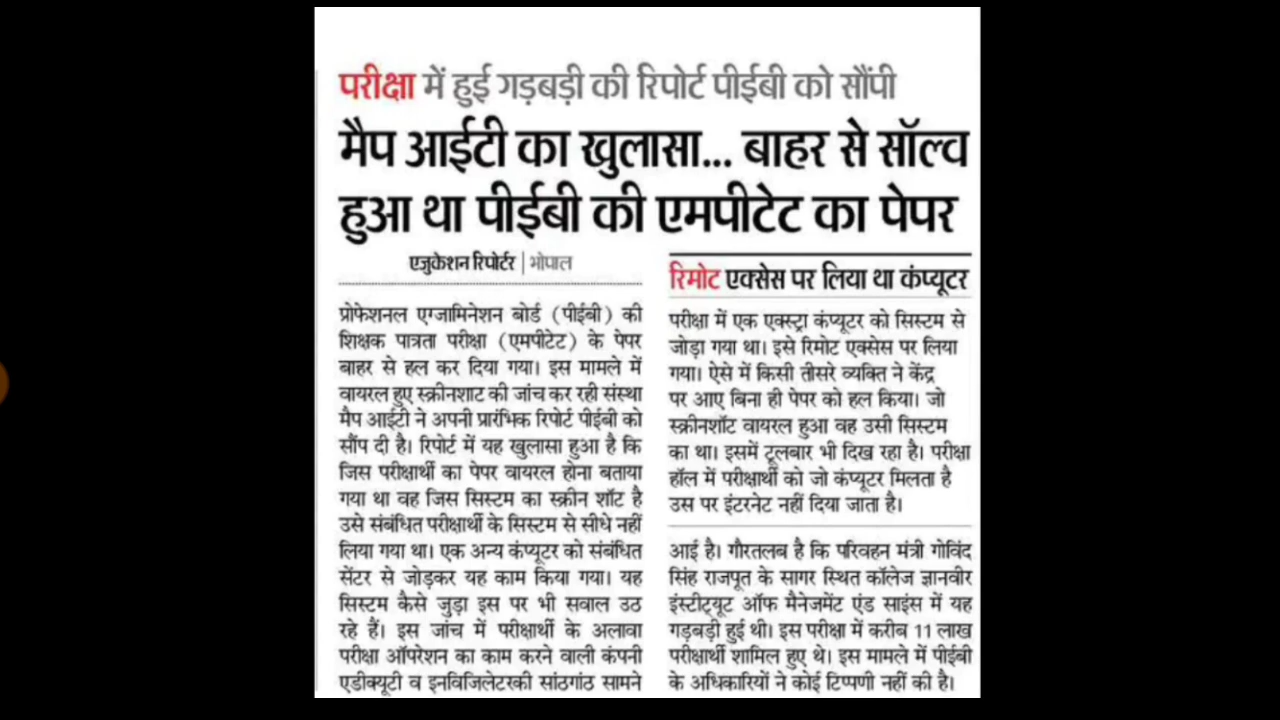 परीक्षा में हुई गड़बड़ी की रिपोर्ट पीईबी को सौंपी
मैप आईटी का खुलासा... बाहर से सॉल्व
हुआ था पीईबी की एमपीटेट का पेपर
एजुकेशन रिपोर्टर | भोपाल
प्रोफेशनल एग्जामिनेशन बोर्ड (पीईबी) की
शिक्षक पात्रता परीक्षा (एमपीटेट) के पेपर
बाहर से हल कर दिया गया। इस मामले में
वायरल हुए स्क्रीनशाट की जांच कर रही संस्था
मैप आईटी ने अपनी प्रारंभिक रिपोर्ट पीईबी को
सौंप दी है। रिपोर्ट में यह खुलासा हुआ है कि
जिस परीक्षार्थी का पेपर वायरल होना बताया
गया था वह जिस सिस्टम का स्क्रीन शॉट है
उसे संबंधित परीक्षार्थी के सिस्टम से सीधे नहीं
लिया गया था। एक अन्य कंप्यूटर को संबंधित
सेंटर से जोड़कर यह काम किया गया। यह
सिस्टम कैसे जुड़ा इस पर भी सवाल उठ
रहे हैं। इस जांच में परीक्षार्थी के अलावा
परीक्षा ऑपरेशन का काम करने वाली कंपनी
एडीक्यूटी व इनविजिलेटरकी सांठगांठ सामने
रिमोट एक्सेस पर लिया था कंप्यूटर
परीक्षा में एक एक्स्ट्रा कंप्यूटर को सिस्टम से
जोड़ा गया था। इसे रिमोट एक्सेस पर लिया
गया। ऐसे में किसी तीसरे व्यक्ति ने केंद्र
पर आए बिना ही पेपर को हल किया। जो
स्क्रीनशॉट वायरल हुआ वह उसी सिस्टम
का था। इसमें टूलबार भी दिख रहा है। परीक्षा
हॉल में परीक्षार्थी को जो कंप्यूटर मिलता है
उस पर इंटरनेट नहीं दिया जाता है।
आई है। गौरतलब है कि परिवहन मंत्री गोविंद
सिंह राजपूत के सागर स्थित कॉलेज ज्ञानवीर
इंस्टीट्यूट ऑफ मैनेजमेंट एंड साइंस में यह
गड़बड़ी हुई थी। इस परीक्षा में करीब 11 लाख
परीक्षार्थी शामिल हुए थे। इस मामले में पीईबी
के अधिकारियों ने कोई टिप्पणी नहीं की है।